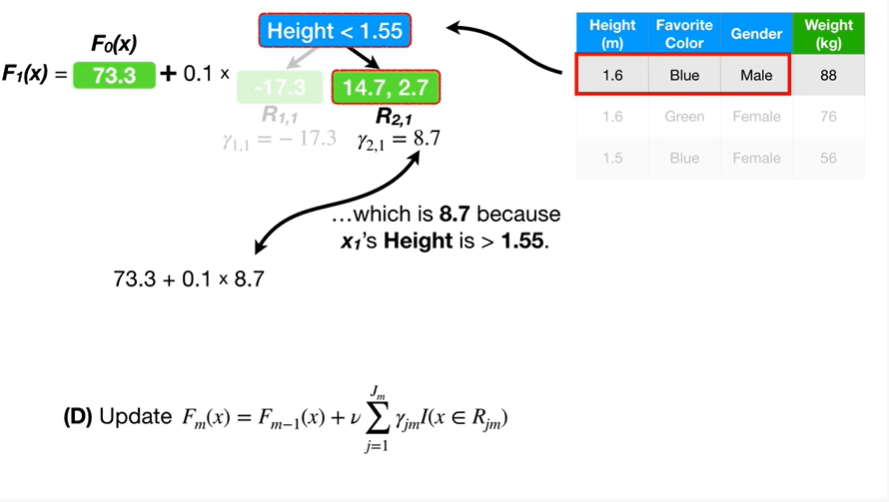 F₀(x)
F₁(x) = 73.3 + 0.1 ×
Height < 1.55
-17.3
14.7, 2.7
R₁,₁
R₂,₁
γ₁,₁ = − 17.3
γ₂,₁ = 8.7
Height (m) Favorite Color Gender Weight (kg)
1.6 Blue Male 88
1.6 Green Female 76
1.5 Blue Female 56
...which is 8.7 because
x₁'s Height is > 1.55.
73.3 + 0.1 × 8.7
(D) Update Fₘ(x) = Fₘ₋₁(x) + ν ∑ⱼ₌₁^Jₘ γⱼₘI(x ∈ Rⱼₘ)